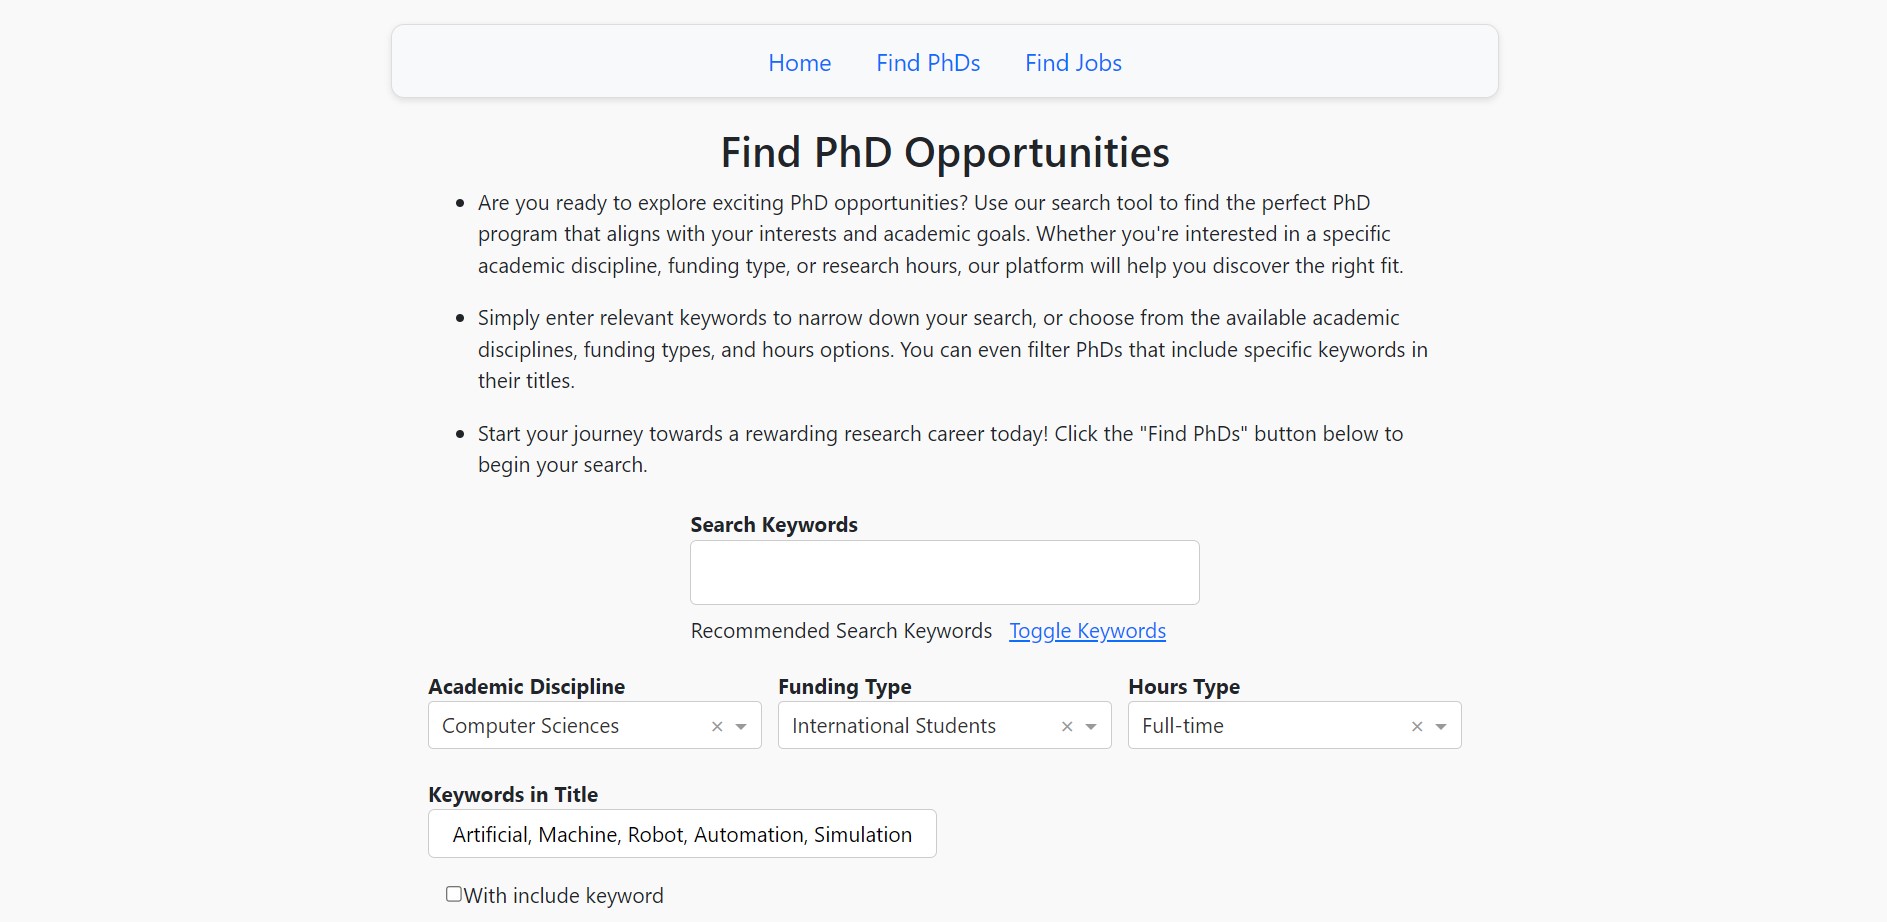 Home Find PhDs Find Jobs
Find PhD Opportunities
Are you ready to explore exciting PhD opportunities? Use our search tool to find the perfect PhD
program that aligns with your interests and academic goals. Whether you're interested in a specific
academic discipline, funding type, or research hours, our platform will help you discover the right fit.
Simply enter relevant keywords to narrow down your search, or choose from the available academic
disciplines, funding types, and hours options. You can even filter PhDs that include specific keywords in
their titles.
Start your journey towards a rewarding research career today! Click the "Find PhDs" button below to
begin your search.
Search Keywords
Recommended Search Keywords Toggle Keywords
Academic Discipline Funding Type Hours Type
Computer Sciences × International Students × Full-time ×
Keywords in Title
Artificial, Machine, Robot, Automation, Simulation
With include keyword